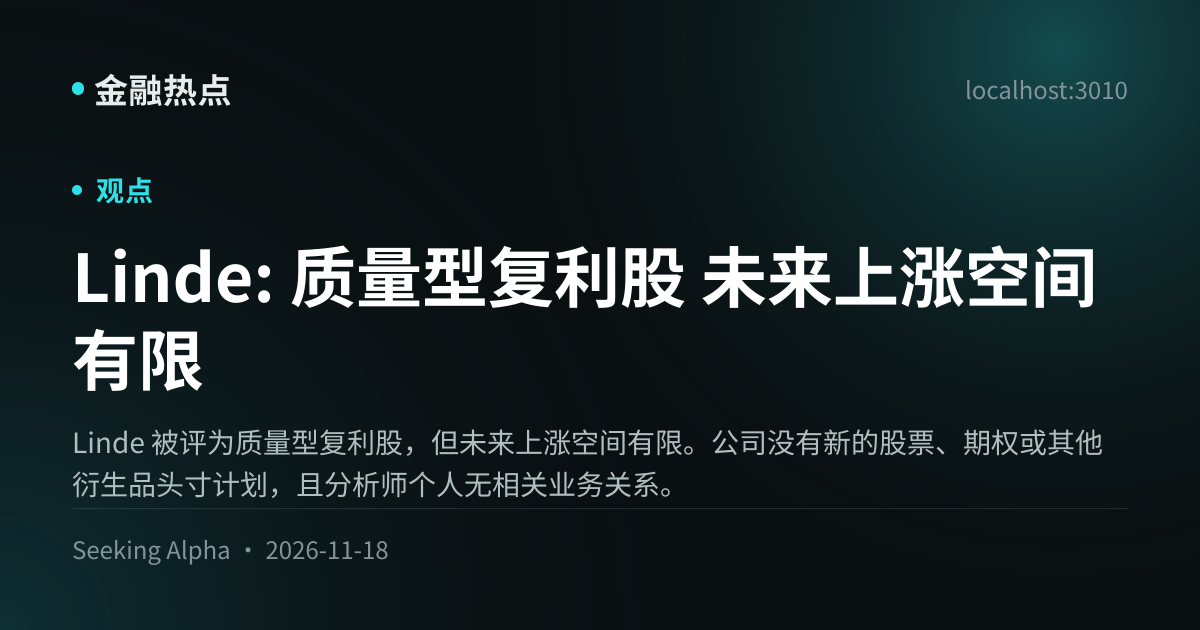 金融热点
localhost:3010
观点
Linde: 质量型复利股 未来上涨空间
有限
Linde 被评为质量型复利股，但未来上涨空间有限。公司没有新的股票、期权或其他
衍生品头寸计划，且分析师个人无相关业务关系。
Seeking Alpha • 2026-11-18